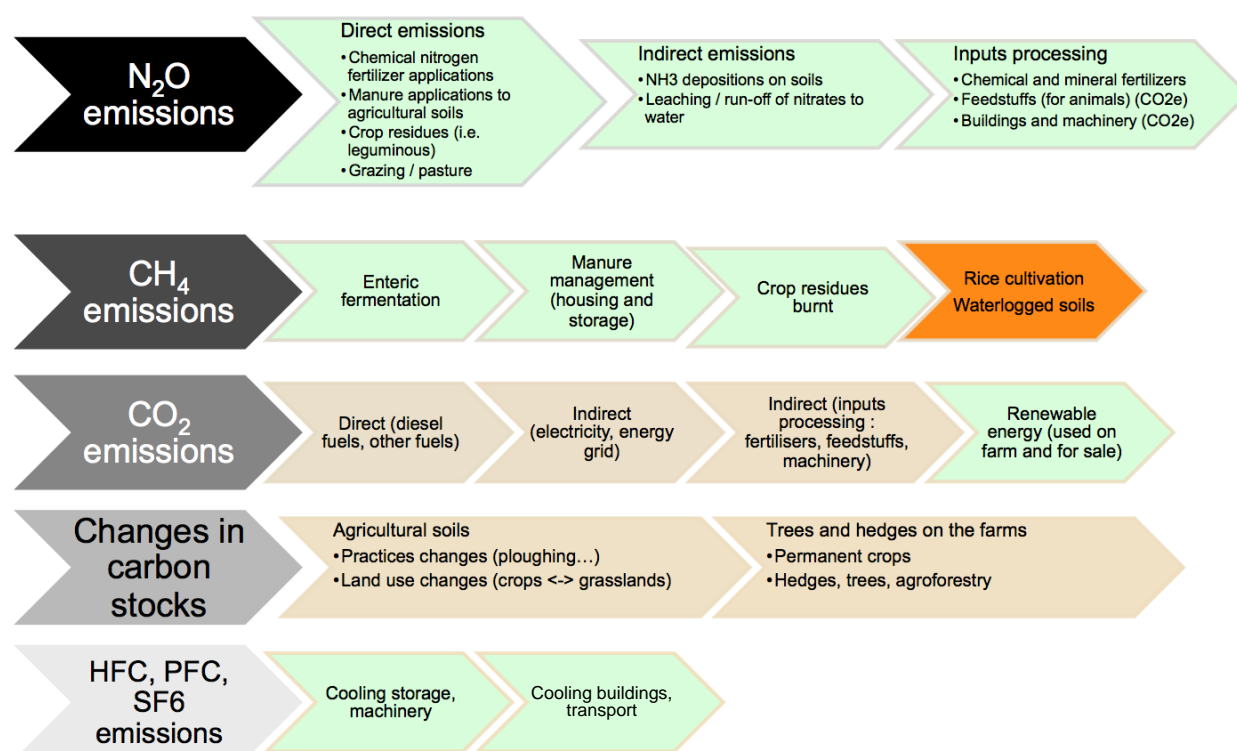 N₂O
emissions
Direct emissions
•Chemical nitrogen
fertilizer applications
•Manure applications to
agricultural soils
•Crop residues (i.e.
leguminous)
•Grazing / pasture
Indirect emissions
•NH3 depositions on soils
•Leaching / run-off of nitrates to
water
Inputs processing
•Chemical and mineral fertilizers
•Feedstuffs (for animals) (CO2e)
•Buildings and machinery (CO2e)
CH₄
emissions
Enteric
fermentation
Manure
management
(housing and
storage)
Crop residues
burnt
Rice cultivation
Waterlogged soils
CO₂
emissions
Direct (diesel
fuels, other fuels)
Indirect
(electricity, energy
grid)
Indirect (inputs
processing :
fertilisers, feedstuffs,
machinery)
Renewable
energy (used on
farm and for sale)
Changes in
carbon
stocks
Agricultural soils
•Practices changes (ploughing…)
•Land use changes (crops <-> grasslands)
Trees and hedges on the farms
•Permanent crops
•Hedges, trees, agroforestry
HFC, PFC,
SF6
emissions
Cooling storage,
machinery
Cooling buildings,
transport